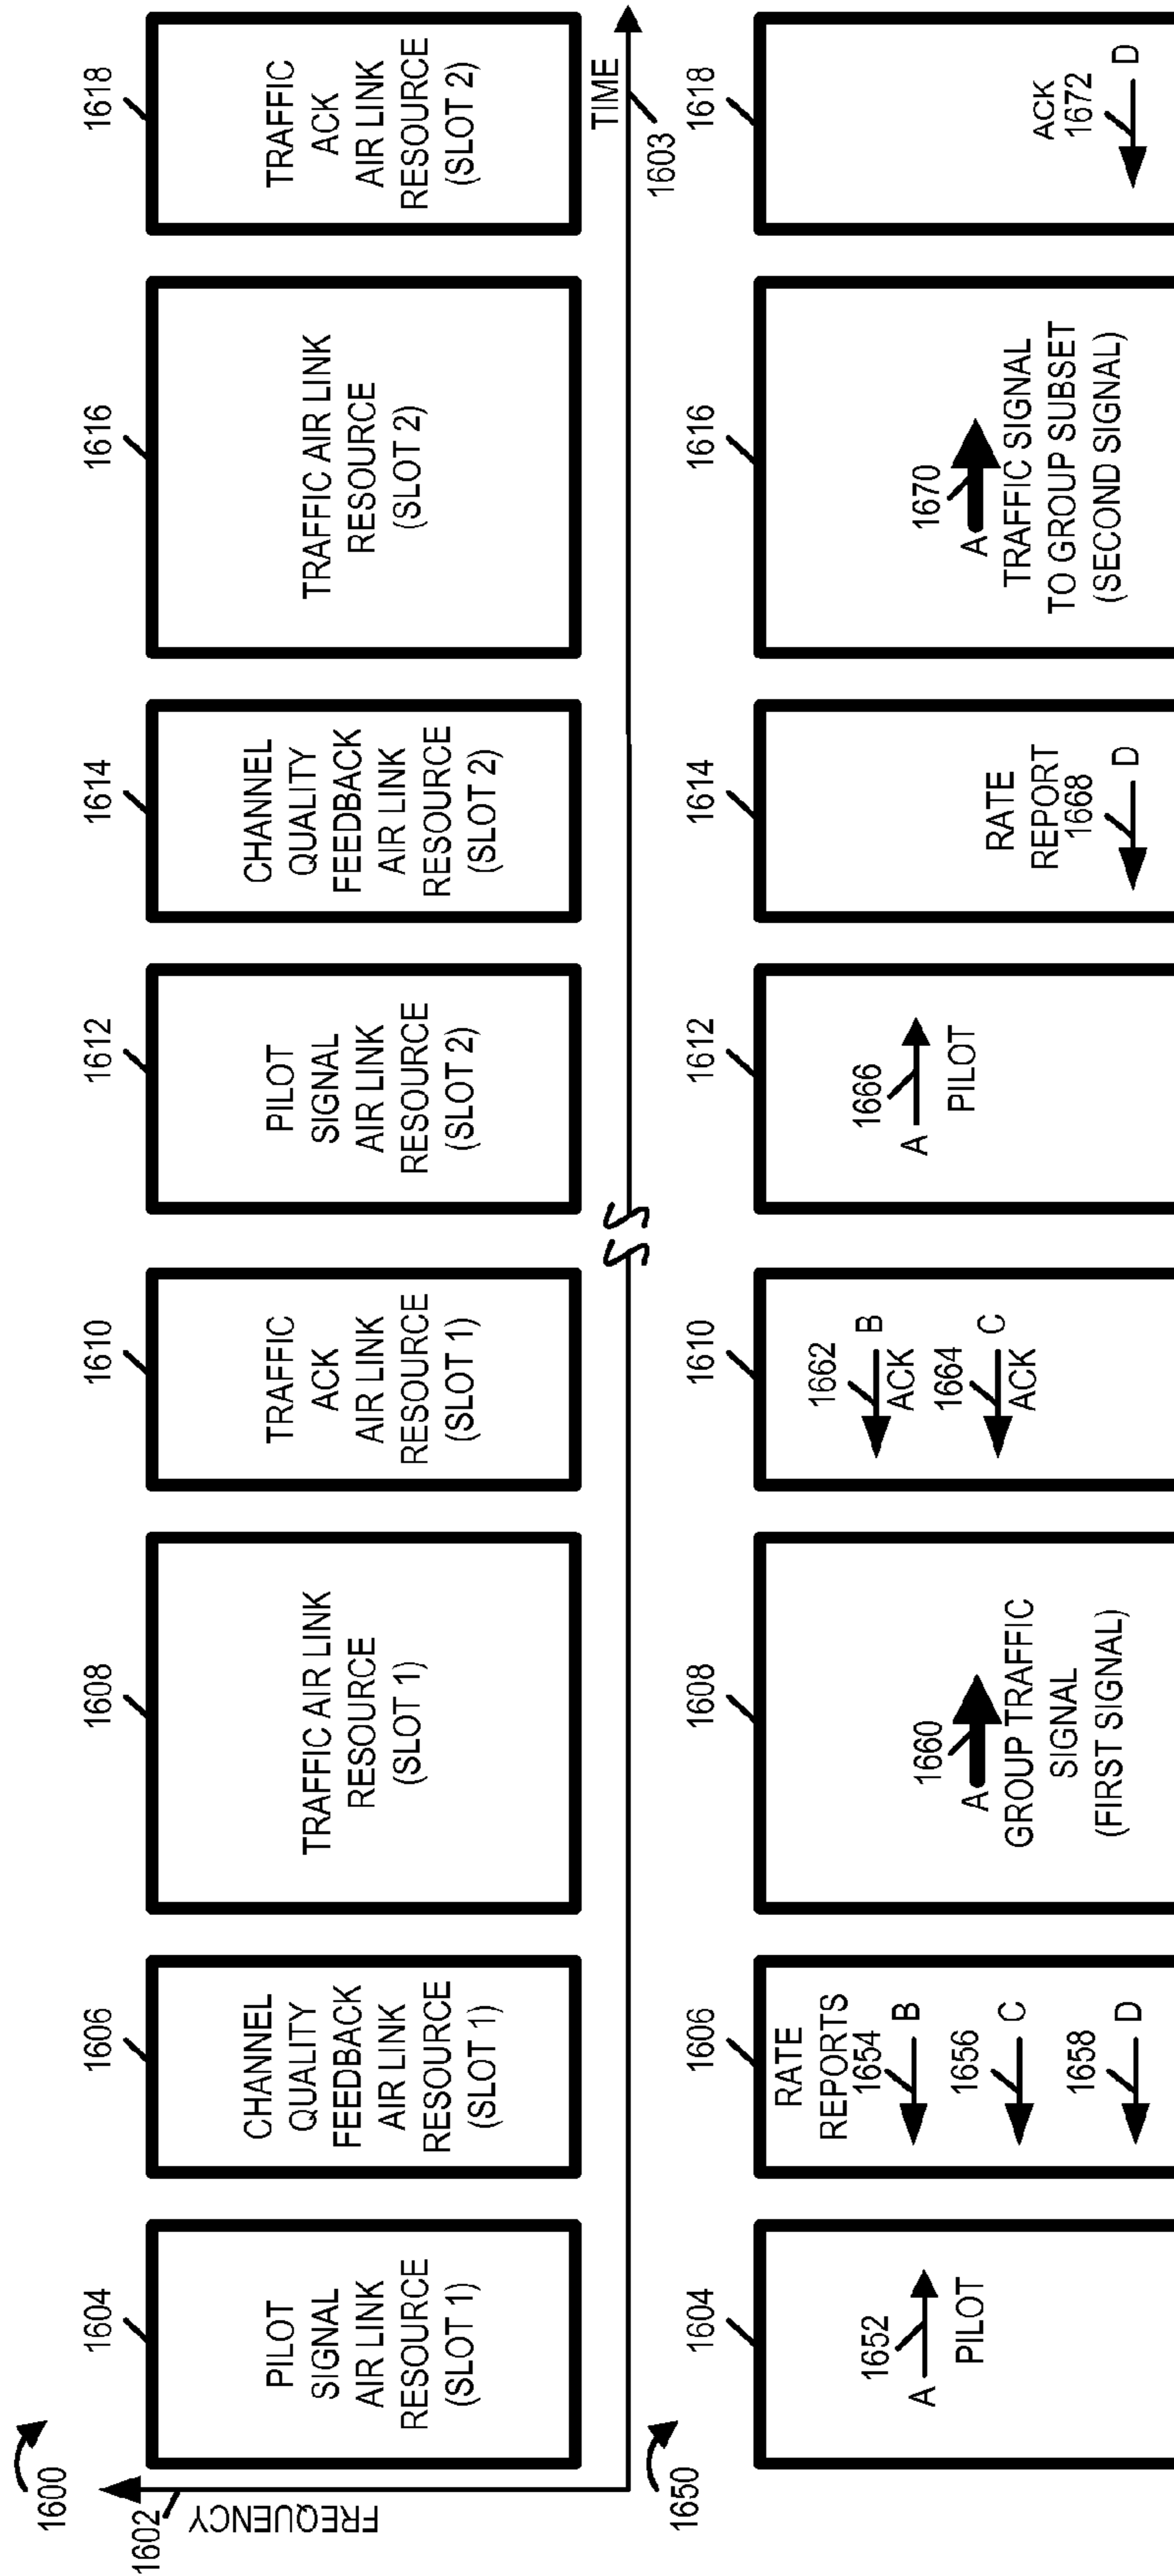 1600
1602
FREQUENCY
1604
PILOT
SIGNAL
AIR LINK
RESOURCE
(SLOT 1)
1606
CHANNEL
QUALITY
FEEDBACK
AIR LINK
RESOURCE
(SLOT 1)
1608
TRAFFIC AIR LINK
RESOURCE
(SLOT 1)
1610
TRAFFIC
ACK
AIR LINK
RESOURCE
(SLOT 1)
1612
PILOT
SIGNAL
AIR LINK
RESOURCE
(SLOT 2)
1614
CHANNEL
QUALITY
FEEDBACK
AIR LINK
RESOURCE
(SLOT 2)
1616
TRAFFIC AIR LINK
RESOURCE
(SLOT 2)
1618
TRAFFIC
ACK
AIR LINK
RESOURCE
(SLOT 2)
TIME
1603
1650
1604
1652
A
PILOT
1606
RATE
REPORTS
1654
B
1656
C
1658
D
1608
1660
A
GROUP TRAFFIC
SIGNAL
(FIRST SIGNAL)
1610
1662
B
ACK
1664
C
ACK
1612
1666
A
PILOT
1614
RATE
REPORT
1668
D
1616
1670
A
TRAFFIC SIGNAL
TO GROUP SUBSET
(SECOND SIGNAL)
1618
ACK
1672
D